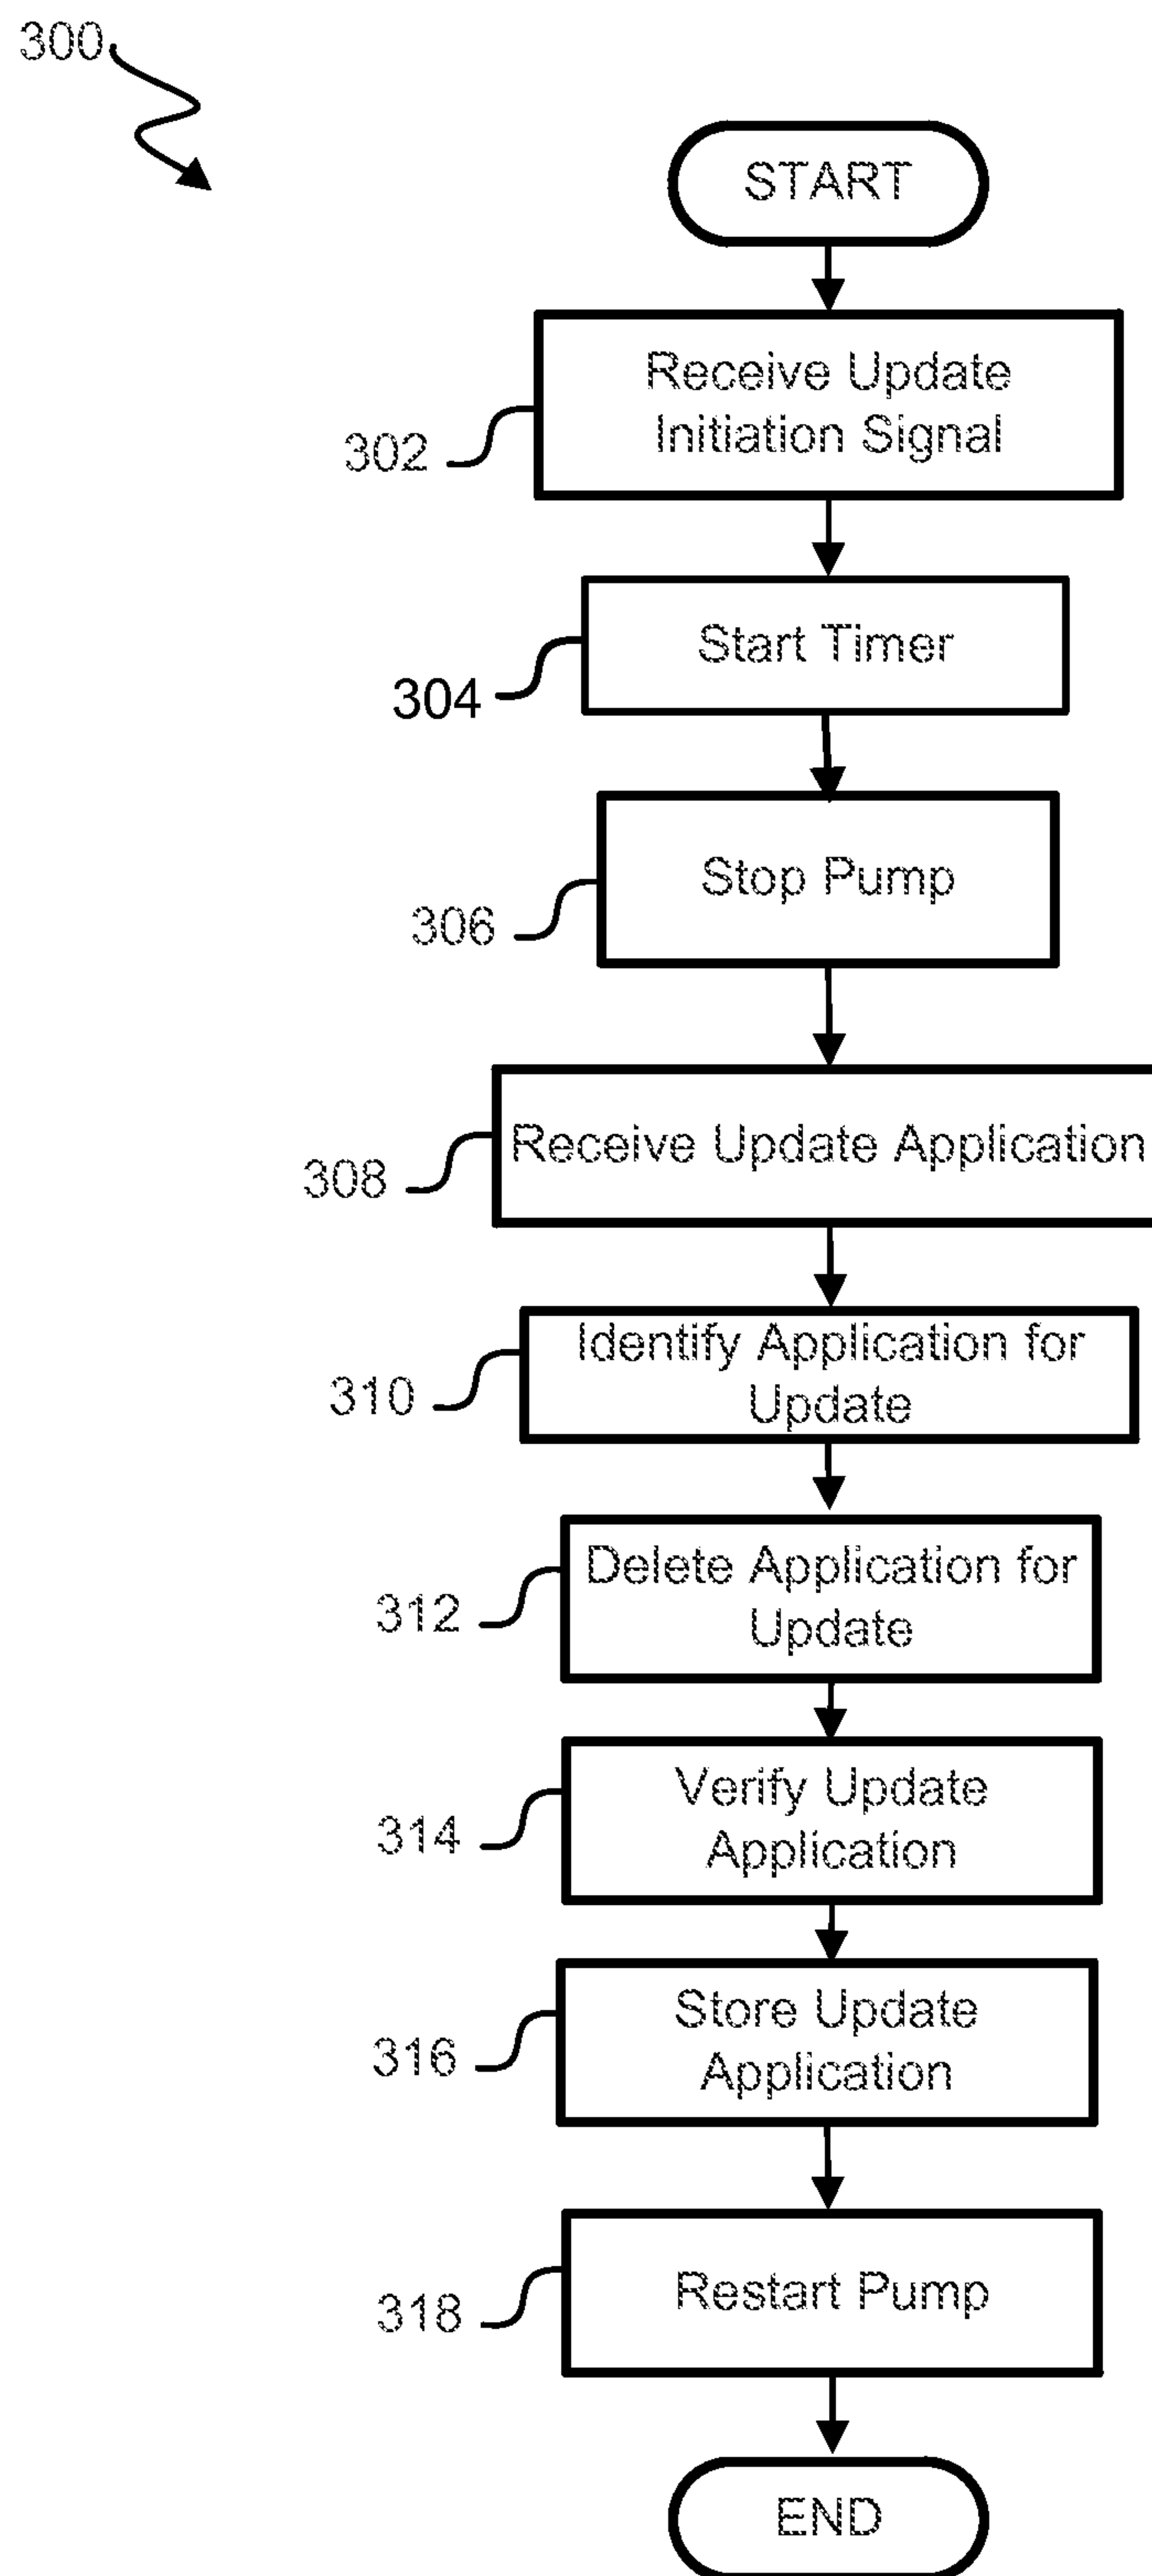 300
START
Receive Update
Initiation Signal
302
Start Timer
304
Stop Pump
306
Receive Update Application
308
Identify Application for
Update
310
Delete Application for
Update
312
Verify Update
Application
314
Store Update
Application
316
Restart Pump
318
END